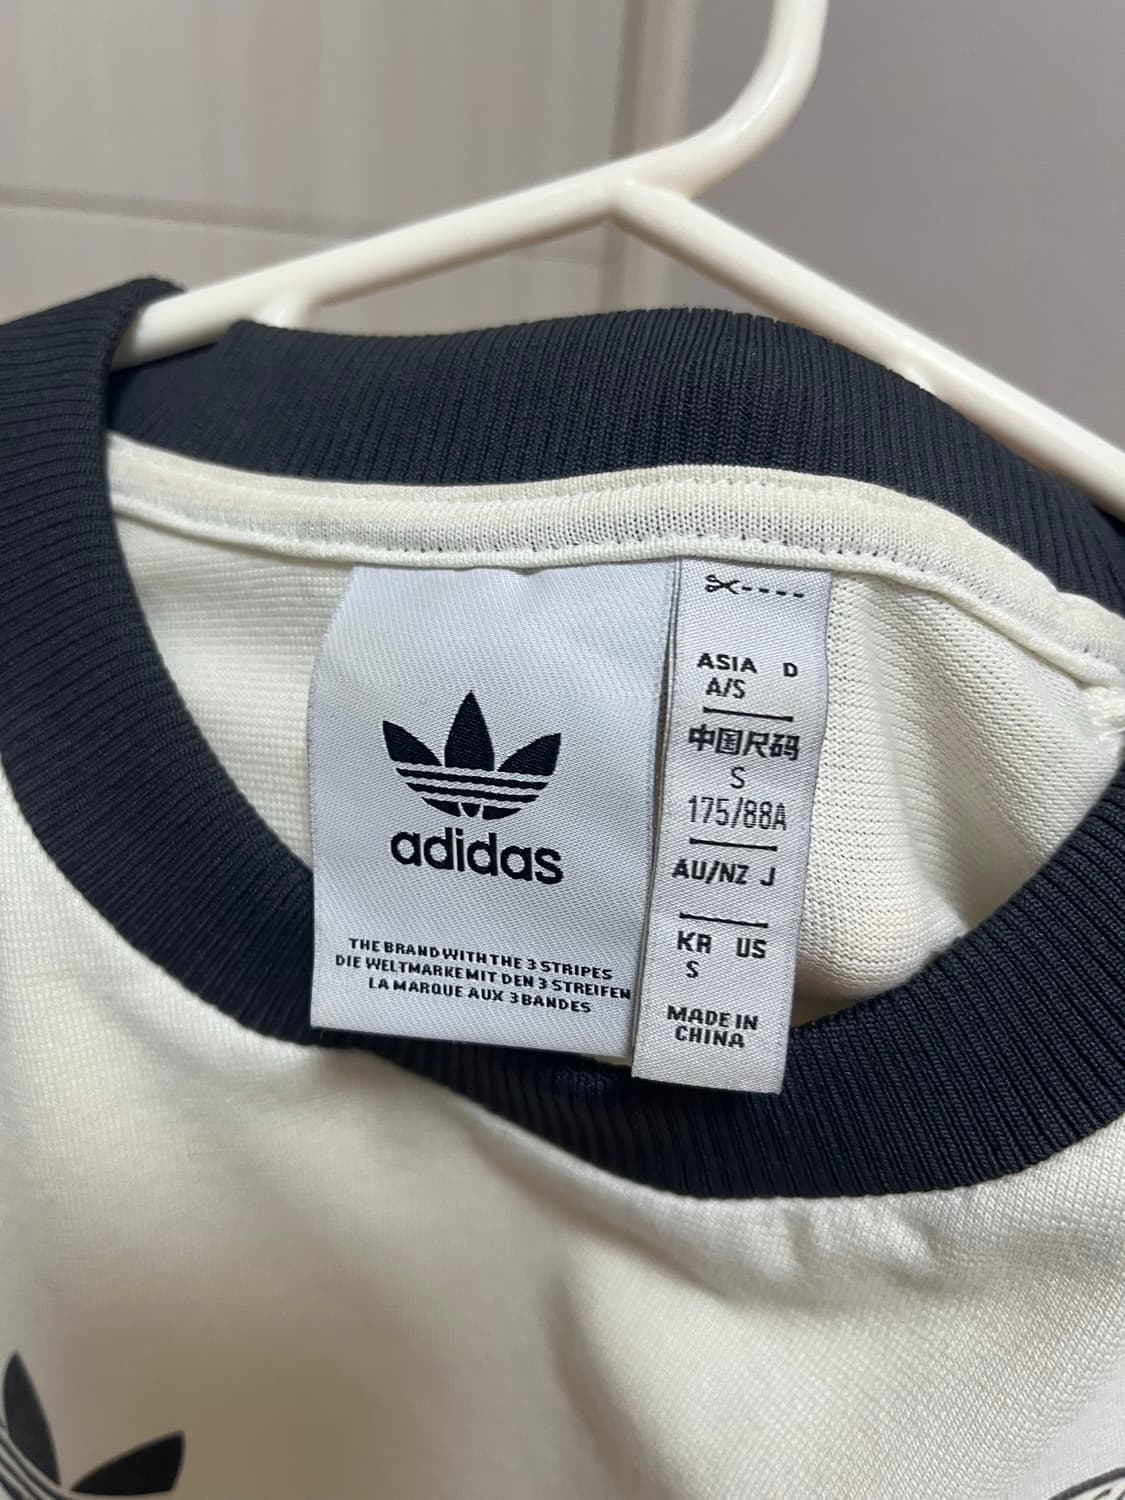 adidas
THE BRAND WITH THE 3 STRIPES
DIE WELTMARKE MIT DEN 3 STREIFEN
LA MARQUE AUX 3 BANDES
ASIA D
A/S
中国尺码
S
175/88A
AU/NZ J
KR US
S
MADE IN
CHINA